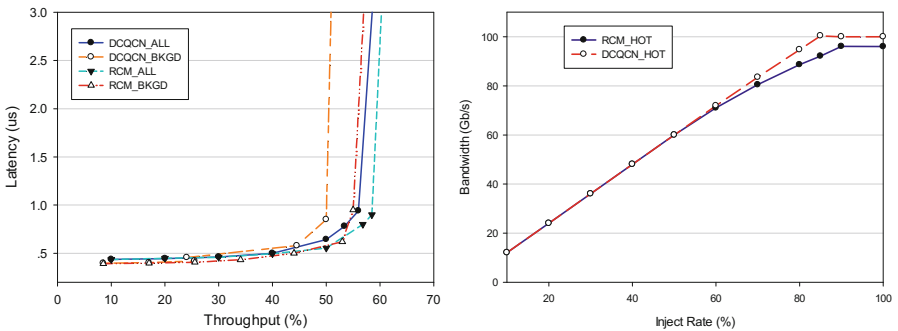 3.0
2.5
2.0
1.5
1.0
.5
Latency (us)
DCQCN_ALL
DCQCN_BKGD
RCM_ALL
RCM_BKGD
0 10 20 30 40 50 60 70
Throughput (%)
100
80
60
40
20
0
Bandwidth (Gb/s)
RCM_HOT
DCQCN_HOT
20 40 60 80 100
Inject Rate (%)